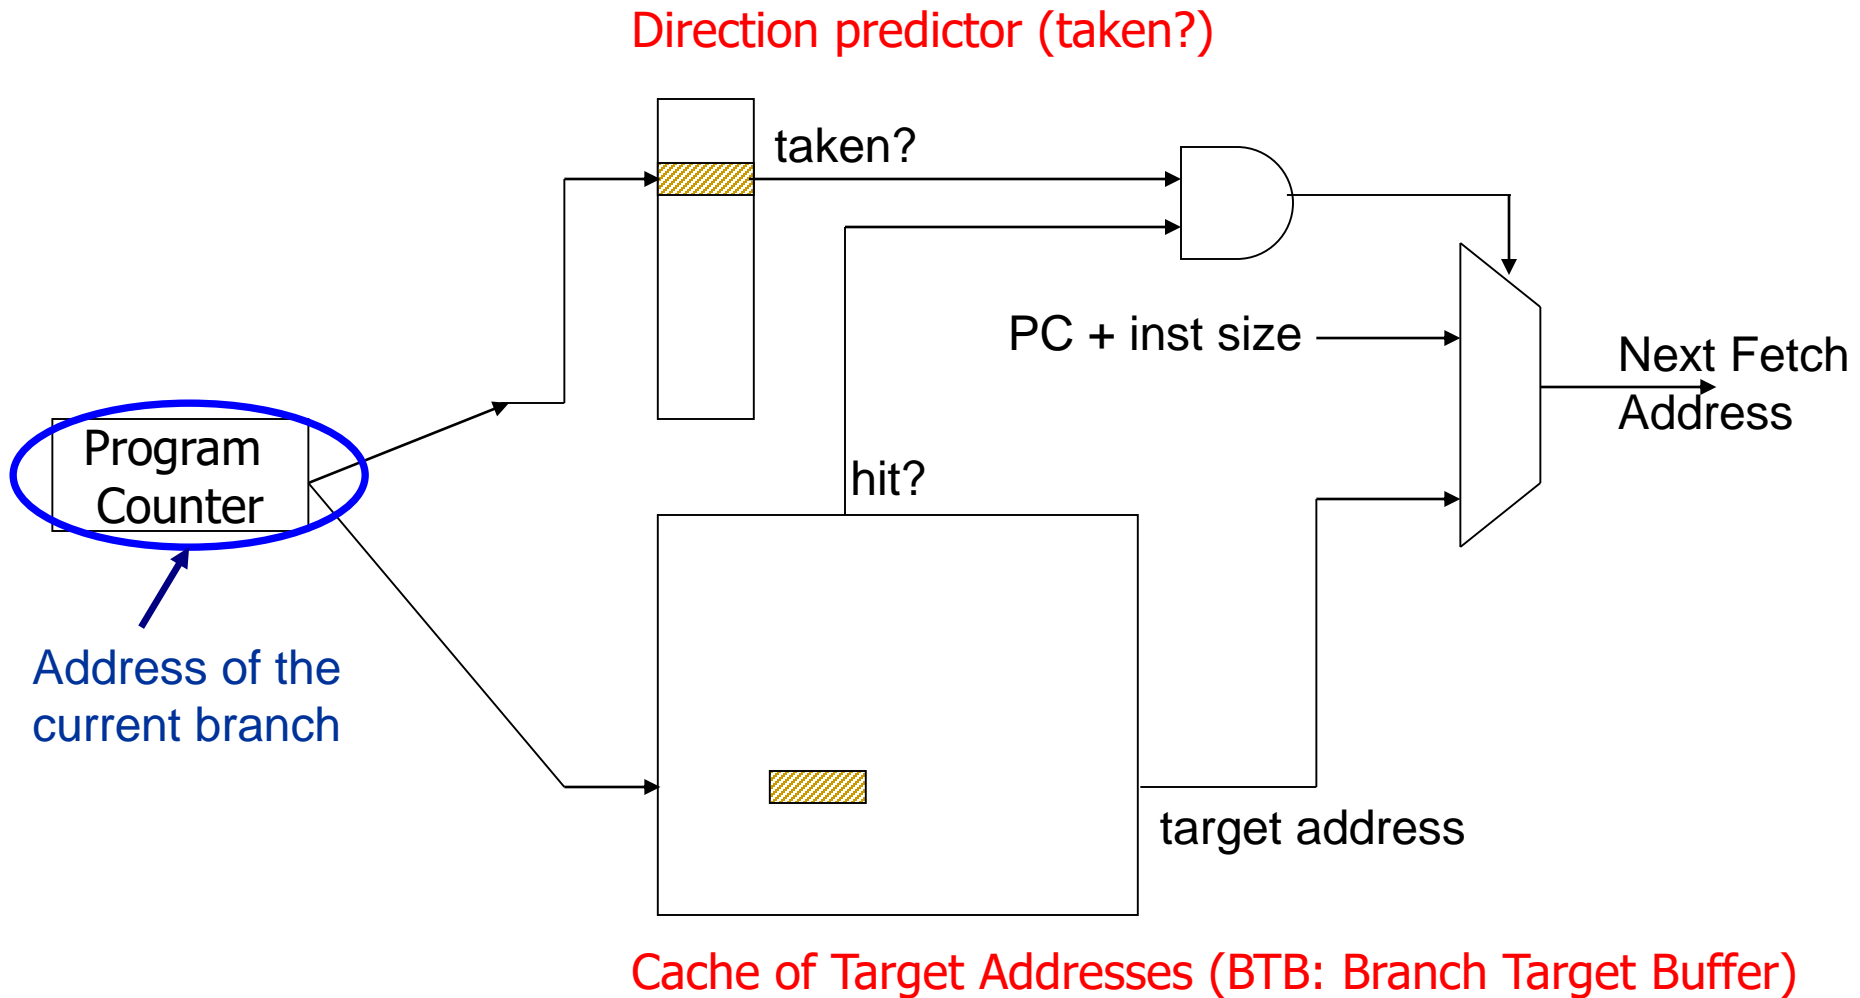 Direction predictor (taken?)
taken?
PC + inst size
Next Fetch
Address
Program
Counter
hit?
Address of the
current branch
target address
Cache of Target Addresses (BTB: Branch Target Buffer)